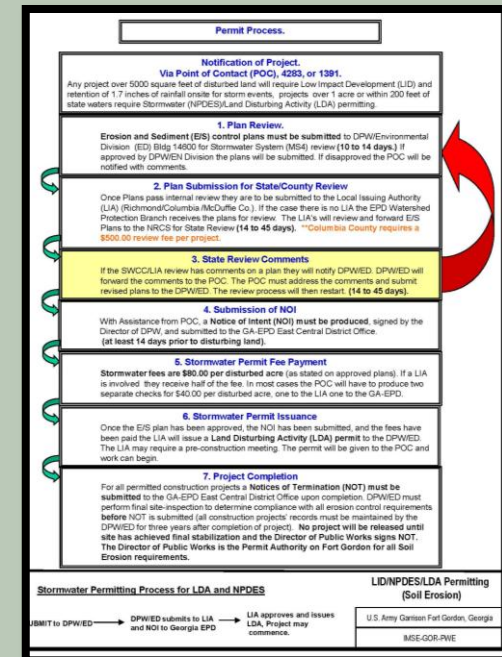 Permit Process.
Notification of Project.
Via Point of Contact (POC), 4283, or 1391.
Any project over 5000 square feet of disturbed land will require Low Impact Development (LID) and
retention of 1.7 inches of rainfall onsite for storm events, projects over 1 acre or within 200 feet of
state waters require Stormwater (NPDES)/Land Disturbing Activity (LDA) permitting.
1. Plan Review.
Erosion and Sediment (E/S) control plans must be submitted to DPW/Environmental
Division (ED) Bldg 14600 for Stormwater System (MS4) review (10 to 14 days.) If
approved by DPW/EN Division the plans will be submitted. If disapproved the POC will be
notified with comments.
2. Plan Submission for State/County Review
Once Plans pass internal review they are to be submitted to the Local Issuing Authority
(LIA) (Richmond/Columbia /McDuffie Co.). If the case there is no LIA the EPD Watershed
Protection Branch receives the plans for review. The LIA's will review and forward E/S
Plans to the NRCS for State Review (14 to 45 days). **Columbia County requires a
$500.00 review fee per project.
3. State Review Comments
If the SWCC/LIA review has comments on a plan they will notify DPW/ED. DPW/ED will
forward the comments to the POC. The POC must address the comments and submit
revised plans to the DPW/ED. The review process will then restart. (14 to 45 days).
4. Submission of NOI
With Assistance from POC, a Notice of Intent (NOI) must be produced, signed by the
Director of DPW, and submitted to the GA-EPD East Central District Office.
(at least 14 days prior to disturbing land).
5. Stormwater Permit Fee Payment
Stormwater fees are $80.00 per disturbed acre (as stated on approved plans). If a LIA
is involved they receive half of the fee. In most cases the POC will have to produce two
separate checks for $40.00 per disturbed acre, one to the LIA one to the GA-EPD.
6. Stormwater Permit Issuance
Once the E/S plan has been approved, the NOI has been submitted, and the fees have
been paid the LIA will issue a Land Disturbing Activity (LDA) permit to the DPW/ED.
The LIA may require a pre-construction meeting. The permit will be given to the POC and
work can begin.
7. Project Completion
For all permitted construction projects a Notices of Termination (NOT) must be
submitted to the GA-EPD East Central District Office upon completion. DPW/ED must
perform final site-inspection to determine compliance with all erosion control requirements
before NOT is submitted (all construction projects' records must be maintained by the
DPW/ED for three years after completion of project). No project will be released until
site has achieved final stabilization and the Director of Public Works signs NOT.
The Director of Public Works is the Permit Authority on Fort Gordon for all Soil
Erosion requirements.
Stormwater Permitting Process for LDA and NPDES
UBMIT to DPW/ED
DPW/ED submits to LIA
and NOI to Georgia EPD
LIA approves and issues
LDA, Project may
commence.
LID/NPDES/LDA Permitting
(Soil Erosion)
U.S. Army Garrison Fort Gordon, Georgia
IMSE-GOR-PWE